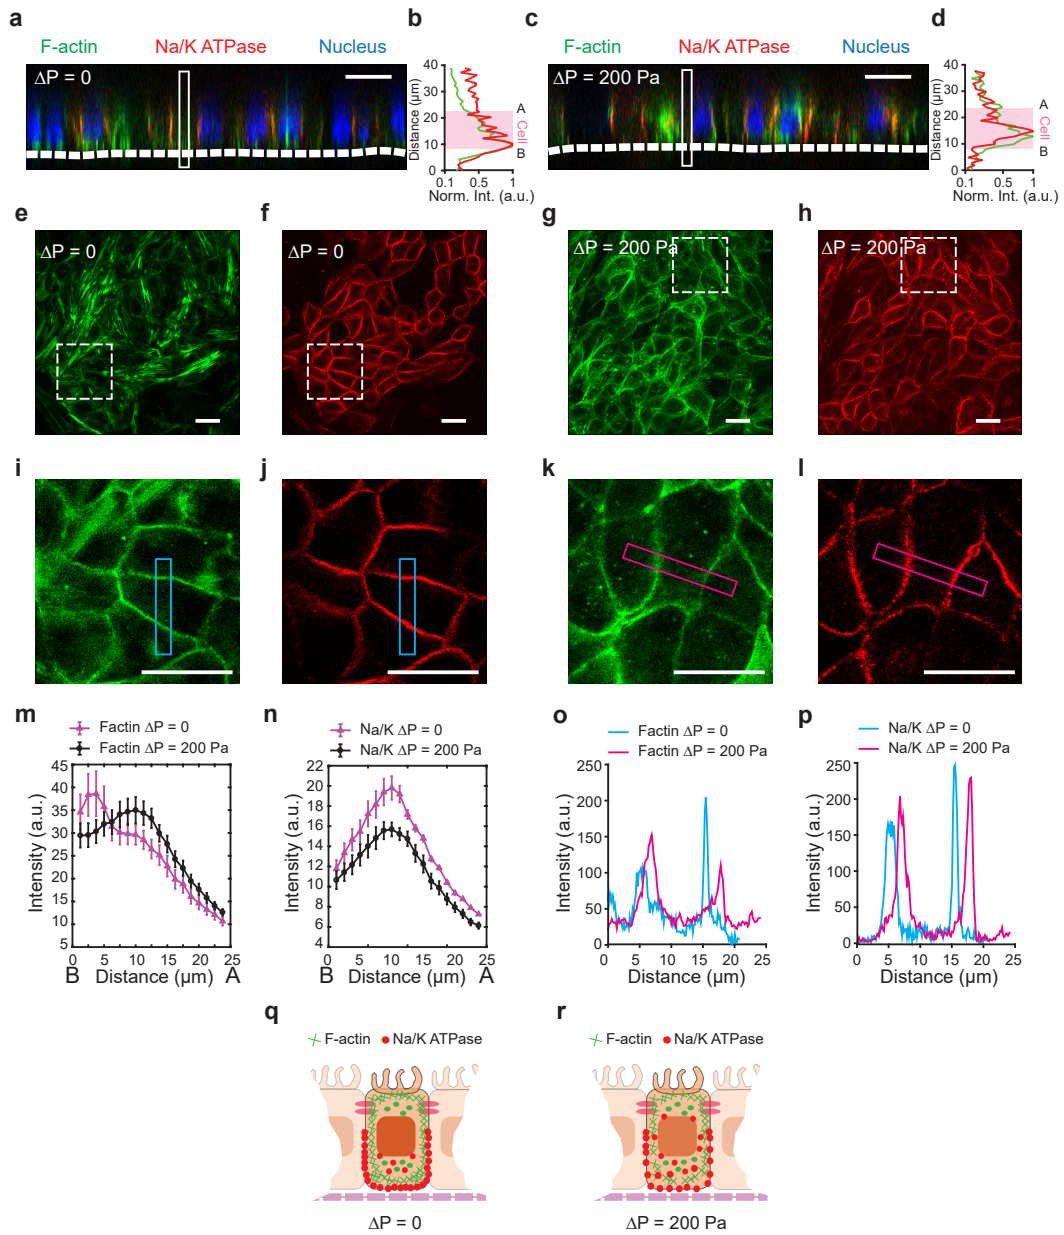 a
F-actin Na/K ATPase Nucleus
ΔP = 0
b
40
30
20
10
0
Distance (µm)
A
Cell
B
0.1 0.5 1
Norm. Int. (a.u.)
c
F-actin Na/K ATPase Nucleus
ΔP = 200 Pa
d
40
30
20
10
0
Distance (µm)
A
Cell
B
0.1 0.5 1
Norm. Int. (a.u.)
e
ΔP = 0
f
ΔP = 0
g
ΔP = 200 Pa
h
ΔP = 200 Pa
i
j
k
l
m
Factin ΔP = 0
Factin ΔP = 200 Pa
45
40
35
30
25
20
15
10
5
Intensity (a.u.)
0 5 10 15 20 25
B Distance (µm) A
n
Na/K ΔP = 0
Na/K ΔP = 200 Pa
22
20
18
16
14
12
10
8
6
4
Intensity (a.u.)
0 5 10 15 20 25
B Distance (µm) A
o
Factin ΔP = 0
Factin ΔP = 200 Pa
250
200
150
100
50
0
Intensity (a.u.)
0 5 10 15 20 25
Distance (µm)
p
Na/K ΔP = 0
Na/K ΔP = 200 Pa
250
200
150
100
50
0
Intensity (a.u.)
0 5 10 15 20 25
Distance (µm)
q
F-actin Na/K ATPase
ΔP = 0
r
F-actin Na/K ATPase
ΔP = 200 Pa